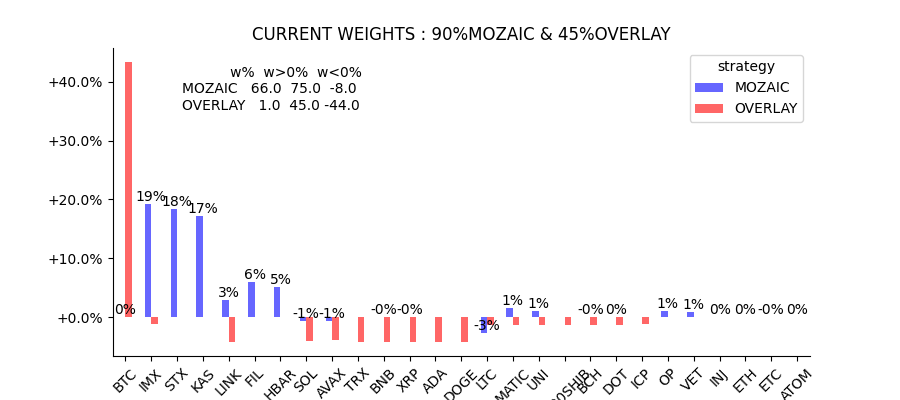 CURRENT WEIGHTS : 90%MOZAIC & 45%OVERLAY
w% w>0% w<0%
MOZAIC 66.0 75.0 -8.0
OVERLAY 1.0 45.0 -44.0
strategy
MOZAIC
OVERLAY
+40.0%
+30.0%
+20.0%
+10.0%
+0.0%
0% 19% 18% 17% 3% 6% 5% -1% -1% -0% -0% -3% 1% 1% -0% 0% 1% 1% 0% 0% -0% 0%
BTC IMX STX KAS LINK FIL HBAR SOL AVAX TRX BNB XRP ADA DOGE LTC MATIC UNI BCH DOT ICP OP VET INJ ETH ETC ATOM